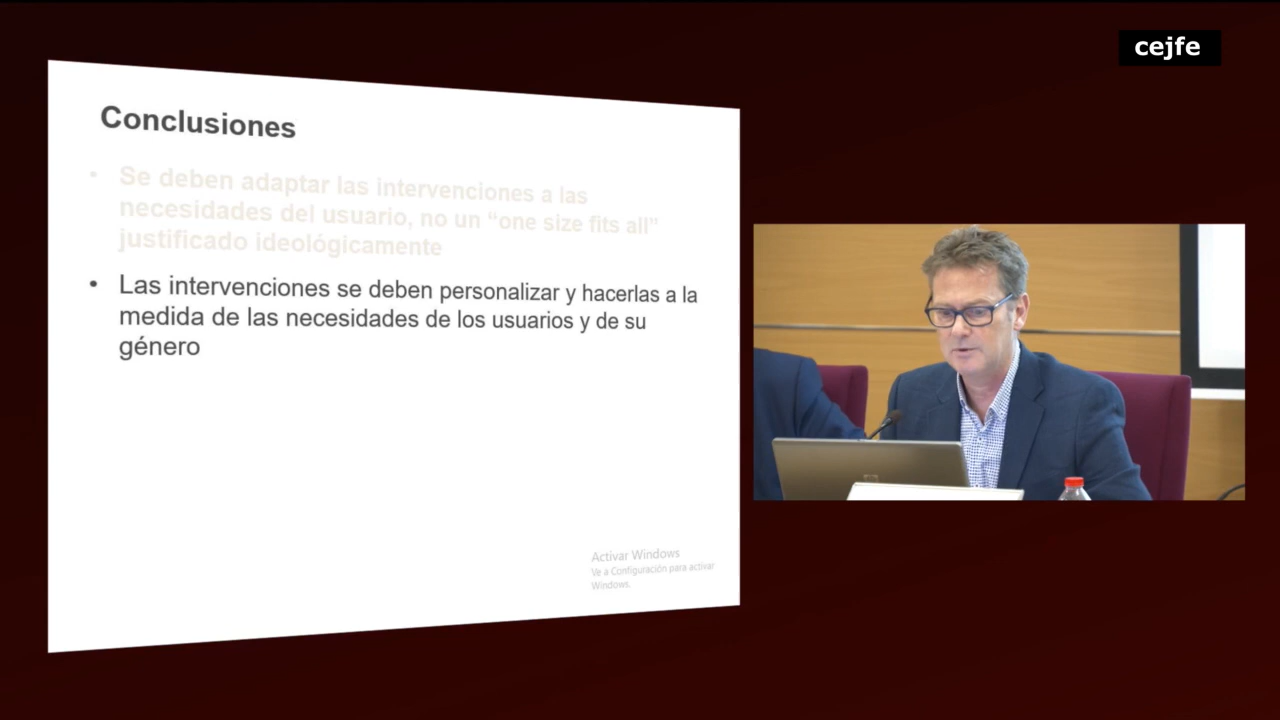 cejfe
Conclusiones
• Se deben adaptar las intervenciones a las
necesidades del usuario, no un “one size fits all”
justificado ideológicamente
• Las intervenciones se deben personalizar y hacerlas a la
medida de las necesidades de los usuarios y de su
género
Activar Windows
Ve a Configuración para activar
Windows.